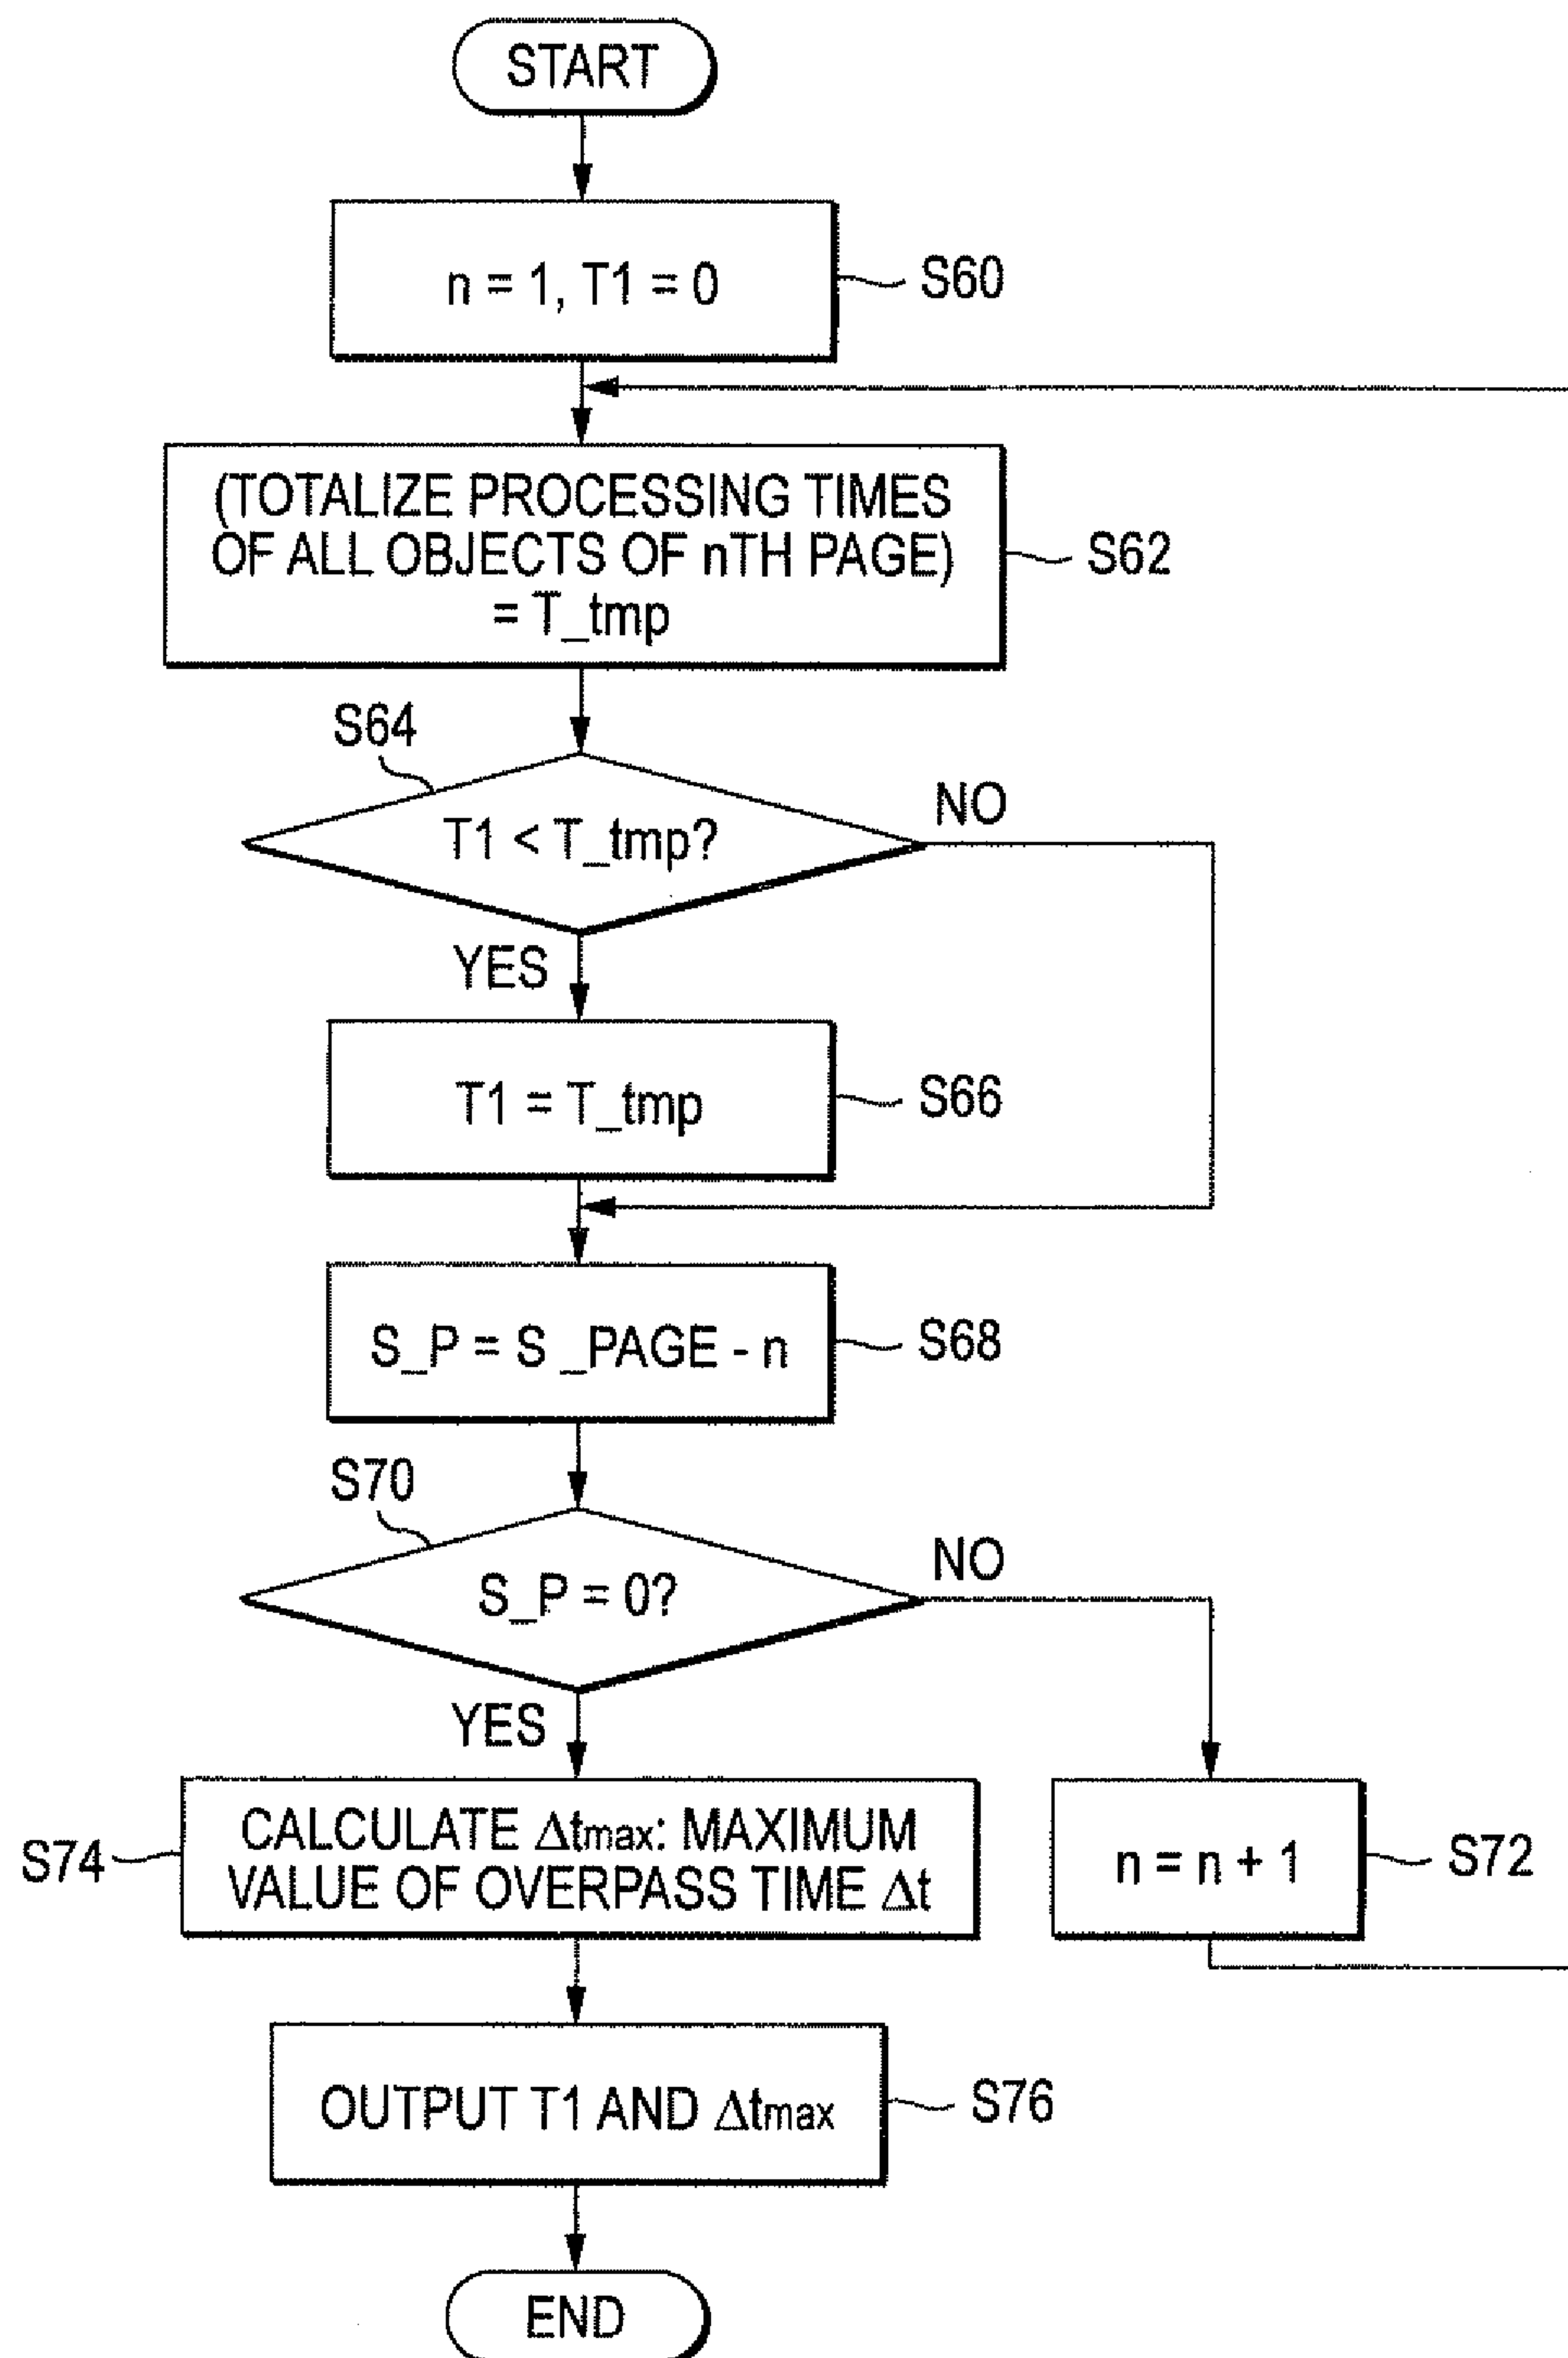 START
n = 1, T1 = 0
S60
(TOTALIZE PROCESSING TIMES
OF ALL OBJECTS OF nTH PAGE)
= T_tmp
S62
S64
T1 < T_tmp?
NO
YES
T1 = T_tmp
S66
S_P = S _PAGE - n
S68
S70
S_P = 0?
NO
YES
S74
CALCULATE Δtmax: MAXIMUM
VALUE OF OVERPASS TIME Δt
n = n + 1
S72
OUTPUT T1 AND Δtmax
S76
END